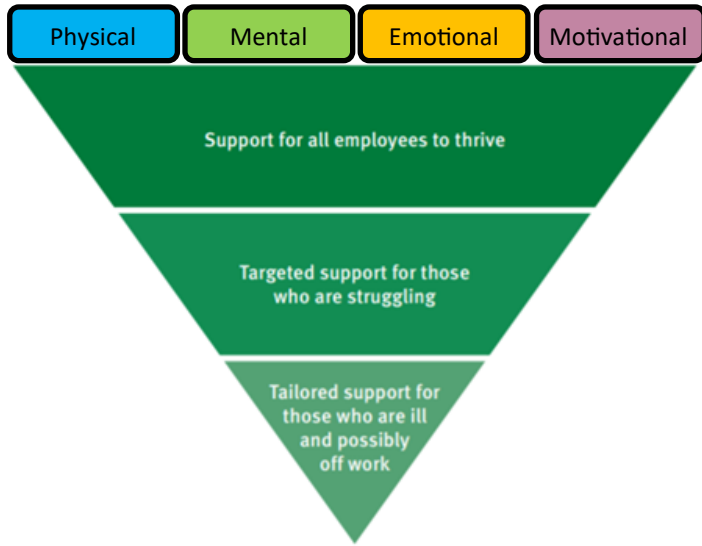 Physical
Mental
Emotional
Motivational
Support for all employees to thrive
Targeted support for those
who are struggling
Tailored support for
those who are ill
and possibly
off work